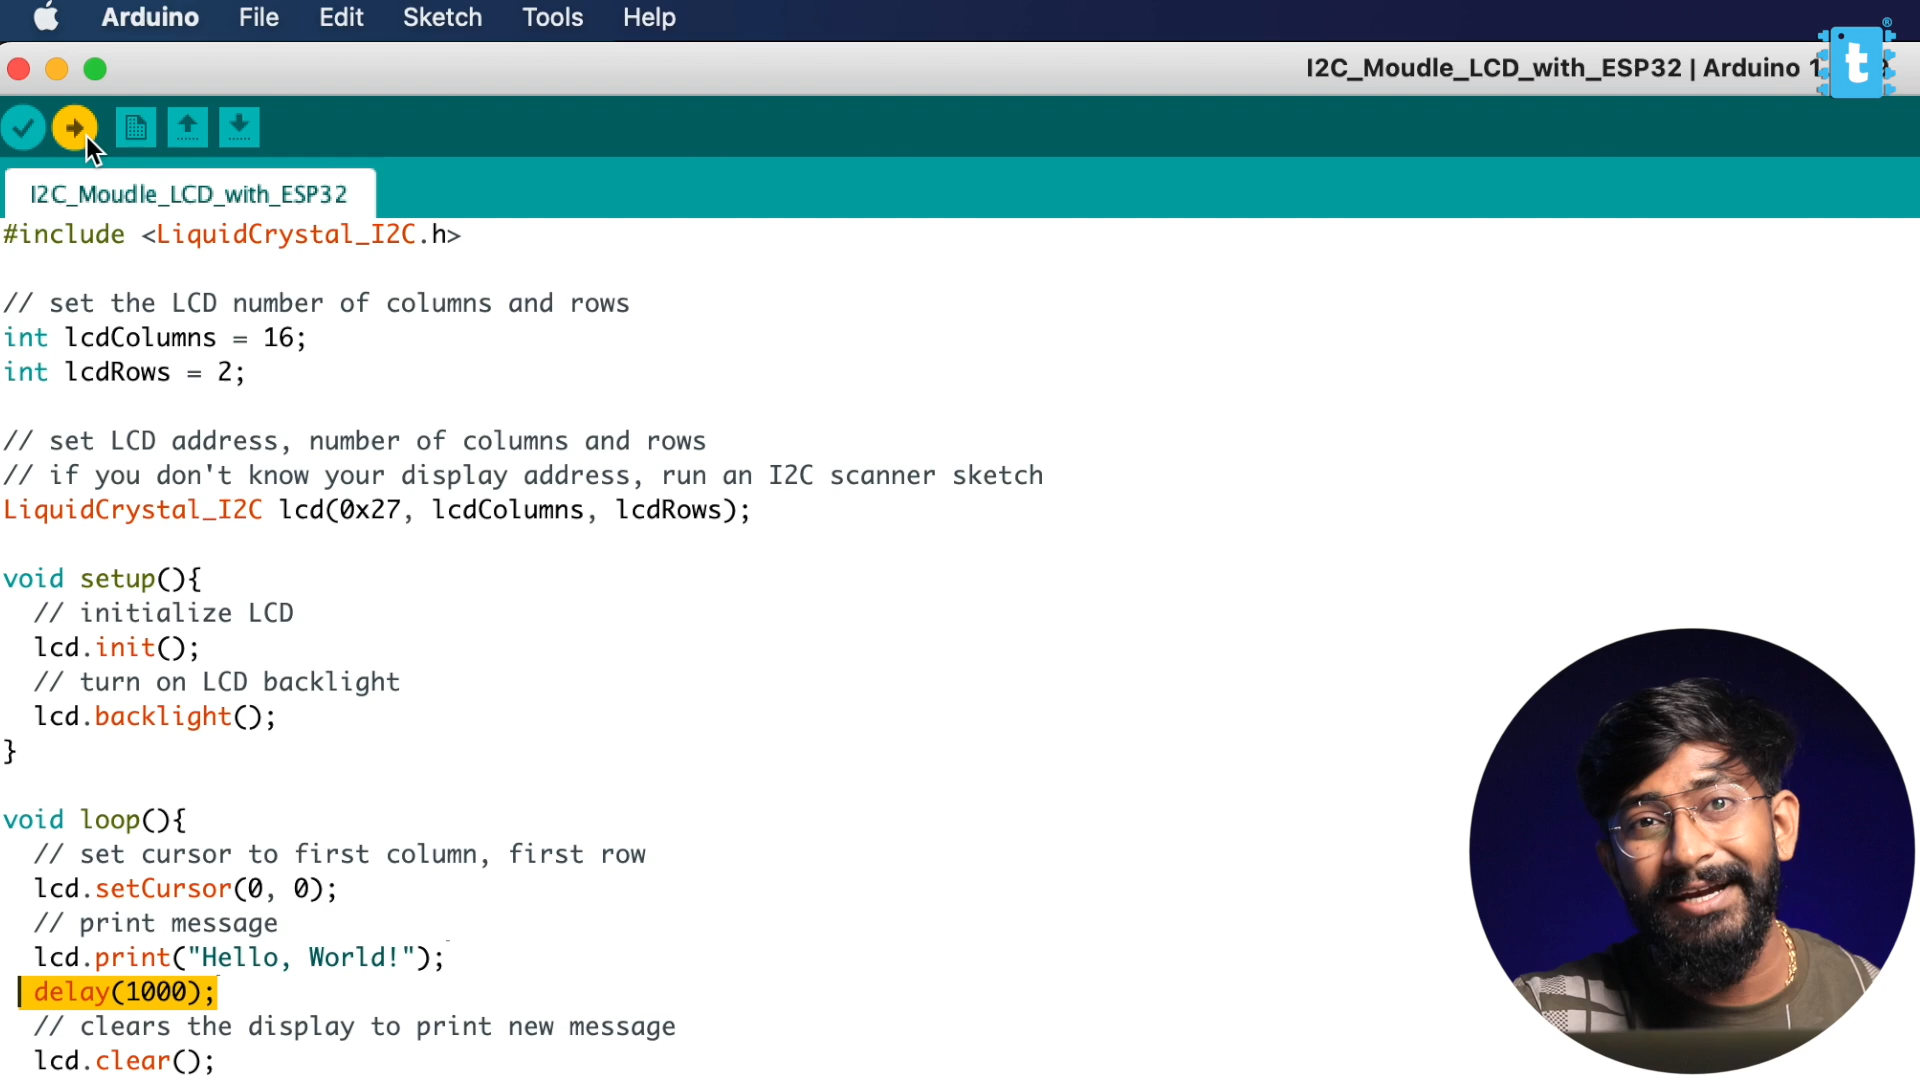 Arduino File Edit Sketch Tools Help
I2C_Moudle_LCD_with_ESP32 | Arduino 1
t
®
I2C_Moudle_LCD_with_ESP32
#include <LiquidCrystal_I2C.h>
// set the LCD number of columns and rows
int lcdColumns = 16;
int lcdRows = 2;
// set LCD address, number of columns and rows
// if you don't know your display address, run an I2C scanner sketch
LiquidCrystal_I2C lcd(0x27, lcdColumns, lcdRows);
void setup(){
// initialize LCD
lcd.init();
// turn on LCD backlight
lcd.backlight();
}
void loop(){
// set cursor to first column, first row
lcd.setCursor(0, 0);
// print message
lcd.print("Hello, World!");
delay(1000);
// clears the display to print new message
lcd.clear();